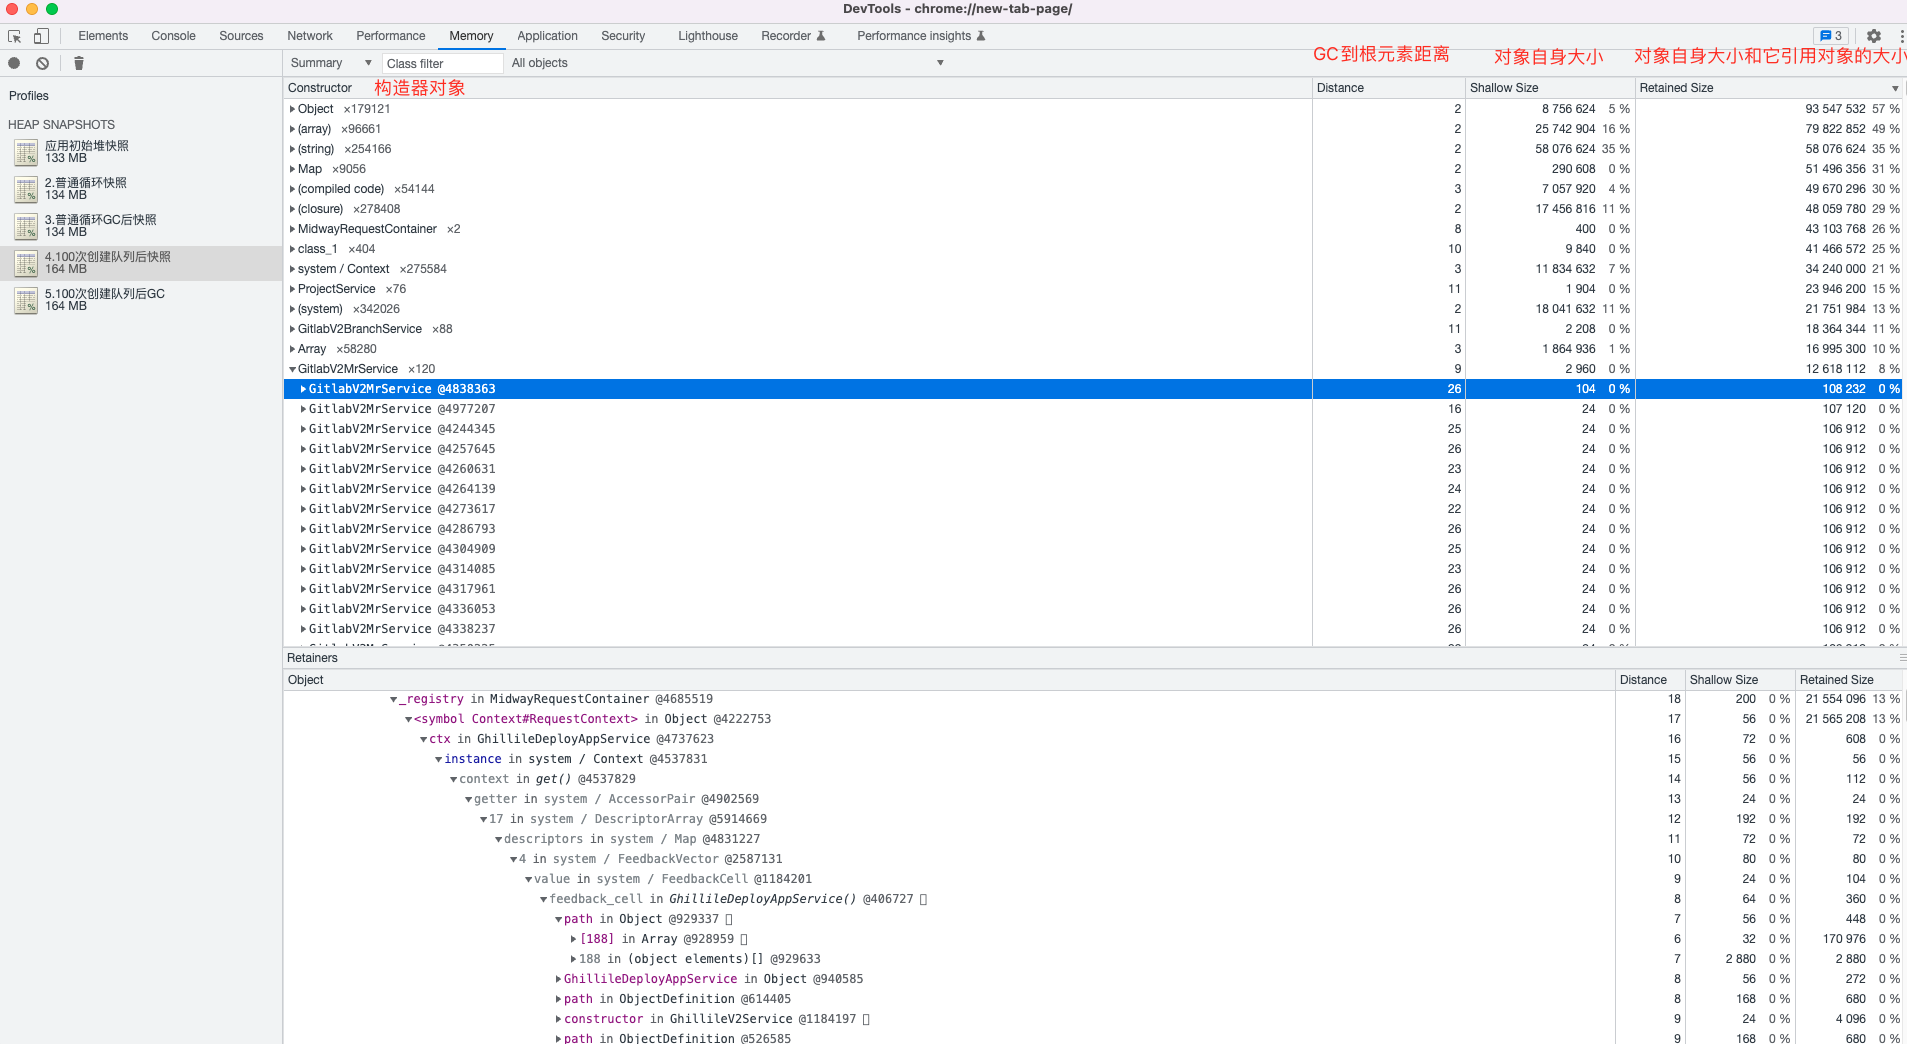 DevTools - chrome://new-tab-page/
Elements Console Sources Network Performance Memory Application Security Lighthouse Recorder Performance insights 3
Summary Class filter All objects
GC到根元素距离 对象自身大小 对象自身大小和它引用对象的大小
Profiles
HEAP SNAPSHOTS
应用初始堆快照
133 MB
2.普通循环快照
134 MB
3.普通循环GC后快照
134 MB
4.100次创建队列后快照
164 MB
5.100次创建队列后GC
164 MB
Constructor 构造器对象 Distance Shallow Size Retained Size
Object ×179121 2 8 756 624 5 % 93 547 532 57 %
(array) ×96661 2 25 742 904 16 % 79 822 852 49 %
(string) ×254166 2 58 076 624 35 % 58 076 624 35 %
Map ×9056 2 290 608 0 % 51 496 356 31 %
(compiled code) ×54144 3 7 057 920 4 % 49 670 296 30 %
(closure) ×278408 2 17 456 816 11 % 48 059 780 29 %
MidwayRequestContainer ×2 8 400 0 % 43 103 768 26 %
class_1 ×404 10 9 840 0 % 41 466 572 25 %
system / Context ×275584 3 11 834 632 7 % 34 240 000 21 %
ProjectService ×76 11 1 904 0 % 23 946 200 15 %
(system) ×342026 2 18 041 632 11 % 21 751 984 13 %
GitlabV2BranchService ×88 11 2 208 0 % 18 364 344 11 %
Array ×58280 3 1 864 936 1 % 16 995 300 10 %
GitlabV2MrService ×120 9 2 960 0 % 12 618 112 8 %
GitlabV2MrService @4838363 26 104 0 % 108 232 0 %
GitlabV2MrService @4977207 16 24 0 % 107 120 0 %
GitlabV2MrService @4244345 25 24 0 % 106 912 0 %
GitlabV2MrService @4257645 26 24 0 % 106 912 0 %
GitlabV2MrService @4260631 23 24 0 % 106 912 0 %
GitlabV2MrService @4264139 24 24 0 % 106 912 0 %
GitlabV2MrService @4273617 22 24 0 % 106 912 0 %
GitlabV2MrService @4286793 26 24 0 % 106 912 0 %
GitlabV2MrService @4304909 25 24 0 % 106 912 0 %
GitlabV2MrService @4314085 23 24 0 % 106 912 0 %
GitlabV2MrService @4317961 26 24 0 % 106 912 0 %
GitlabV2MrService @4336053 26 24 0 % 106 912 0 %
GitlabV2MrService @4338237 26 24 0 % 106 912 0 %
Retainers
Object Distance Shallow Size Retained Size
_registry in MidwayRequestContainer @4685519 18 200 0 % 21 554 096 13 %
<symbol Context#RequestContext> in Object @4222753 17 56 0 % 21 565 208 13 %
ctx in GhillileDeployAppService @4737623 16 72 0 % 608 0 %
instance in system / Context @4537831 15 56 0 % 56 0 %
context in get() @4537829 14 56 0 % 112 0 %
getter in system / AccessorPair @4902569 13 24 0 % 24 0 %
17 in system / DescriptorArray @5914669 12 192 0 % 192 0 %
descriptors in system / Map @4831227 11 72 0 % 72 0 %
4 in system / FeedbackVector @2587131 10 80 0 % 80 0 %
value in system / FeedbackCell @1184201 9 24 0 % 104 0 %
feedback_cell in GhillileDeployAppService() @406727 8 64 0 % 360 0 %
path in Object @929337 7 56 0 % 448 0 %
[188] in Array @928959 6 32 0 % 170 976 0 %
188 in (object elements)[] @929633 7 2 880 0 % 2 880 0 %
GhillileDeployAppService in Object @940585 8 56 0 % 272 0 %
path in ObjectDefinition @614405 8 168 0 % 680 0 %
constructor in GhillileV2Service @1184197 9 24 0 % 4 096 0 %
path in ObjectDefinition @526585 9 168 0 % 680 0 %